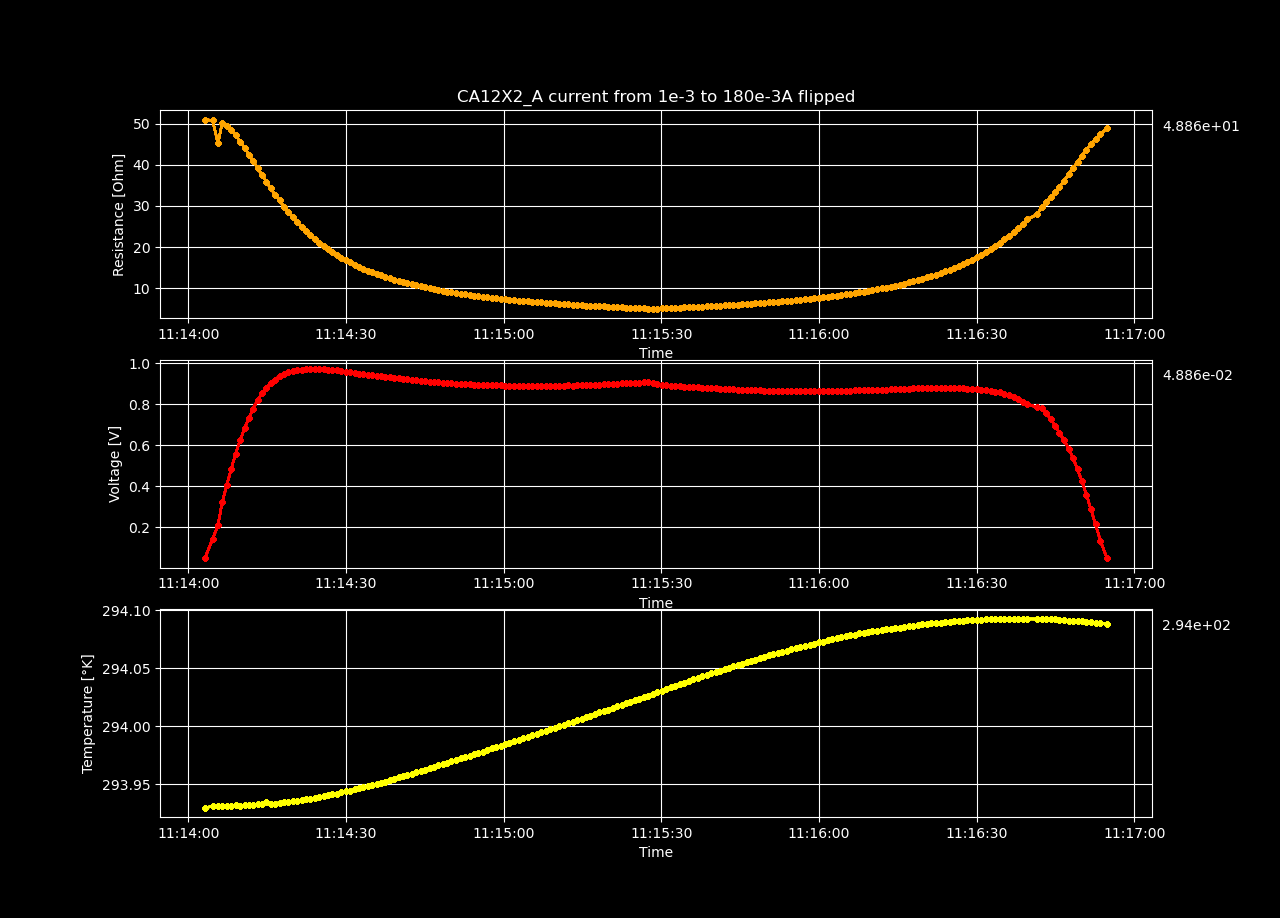 CA12X2_A current from 1e-3 to 180e-3A flipped
50
40
30
20
10
Resistance [Ohm]
4.886e+01
11:14:00 11:14:30 11:15:00 11:15:30 11:16:00 11:16:30 11:17:00
Time
1.0
0.8
0.6
0.4
0.2
Voltage [V]
4.886e-02
11:14:00 11:14:30 11:15:00 11:15:30 11:16:00 11:16:30 11:17:00
Time
294.10
294.05
294.00
293.95
Temperature [°K]
2.94e+02
11:14:00 11:14:30 11:15:00 11:15:30 11:16:00 11:16:30 11:17:00
Time